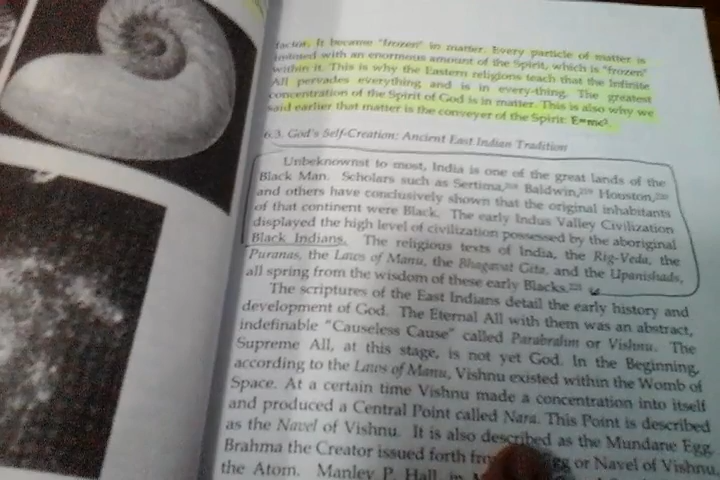 factor. It became "frozen" in matter. Every particle of matter is
imbued with an enormous amount of the Spirit, which is "frozen"
within it. This is why the Eastern religions teach that the Infinite
All pervades everything and is in every-thing. The greatest
concentration of the Spirit of God is in matter. This is also why we
said earlier that matter is the conveyer of the Spirit: E=mc².
6.3. God's Self-Creation: Ancient East Indian Tradition
Unbeknownst to most, India is one of the great lands of the
Black Man. Scholars such as Sertima, Baldwin, Houston,
and others have conclusively shown that the original inhabitants
of that continent were Black. The early Indus Valley Civilization
displayed the high level of civilization possessed by the aboriginal
Black Indians. The religious texts of India, the Rig-Veda, the
Puranas, the Laws of Manu, the Bhagavat Gita, and the Upanishads,
all spring from the wisdom of these early Blacks.
The scriptures of the East Indians detail the early history and
development of God. The Eternal All with them was an abstract,
indefinable "Causeless Cause" called Parabrahm or Vishnu. The
Supreme All, at this stage, is not yet God. In the Beginning,
according to the Laws of Manu, Vishnu existed within the Womb of
Space. At a certain time Vishnu made a concentration into itself
and produced a Central Point called Nara. This Point is described
as the Navel of Vishnu. It is also described as the Mundane Egg.
Brahma the Creator issued forth Egg or Navel of Vishnu,
the Atom. Manley P. Hall, in